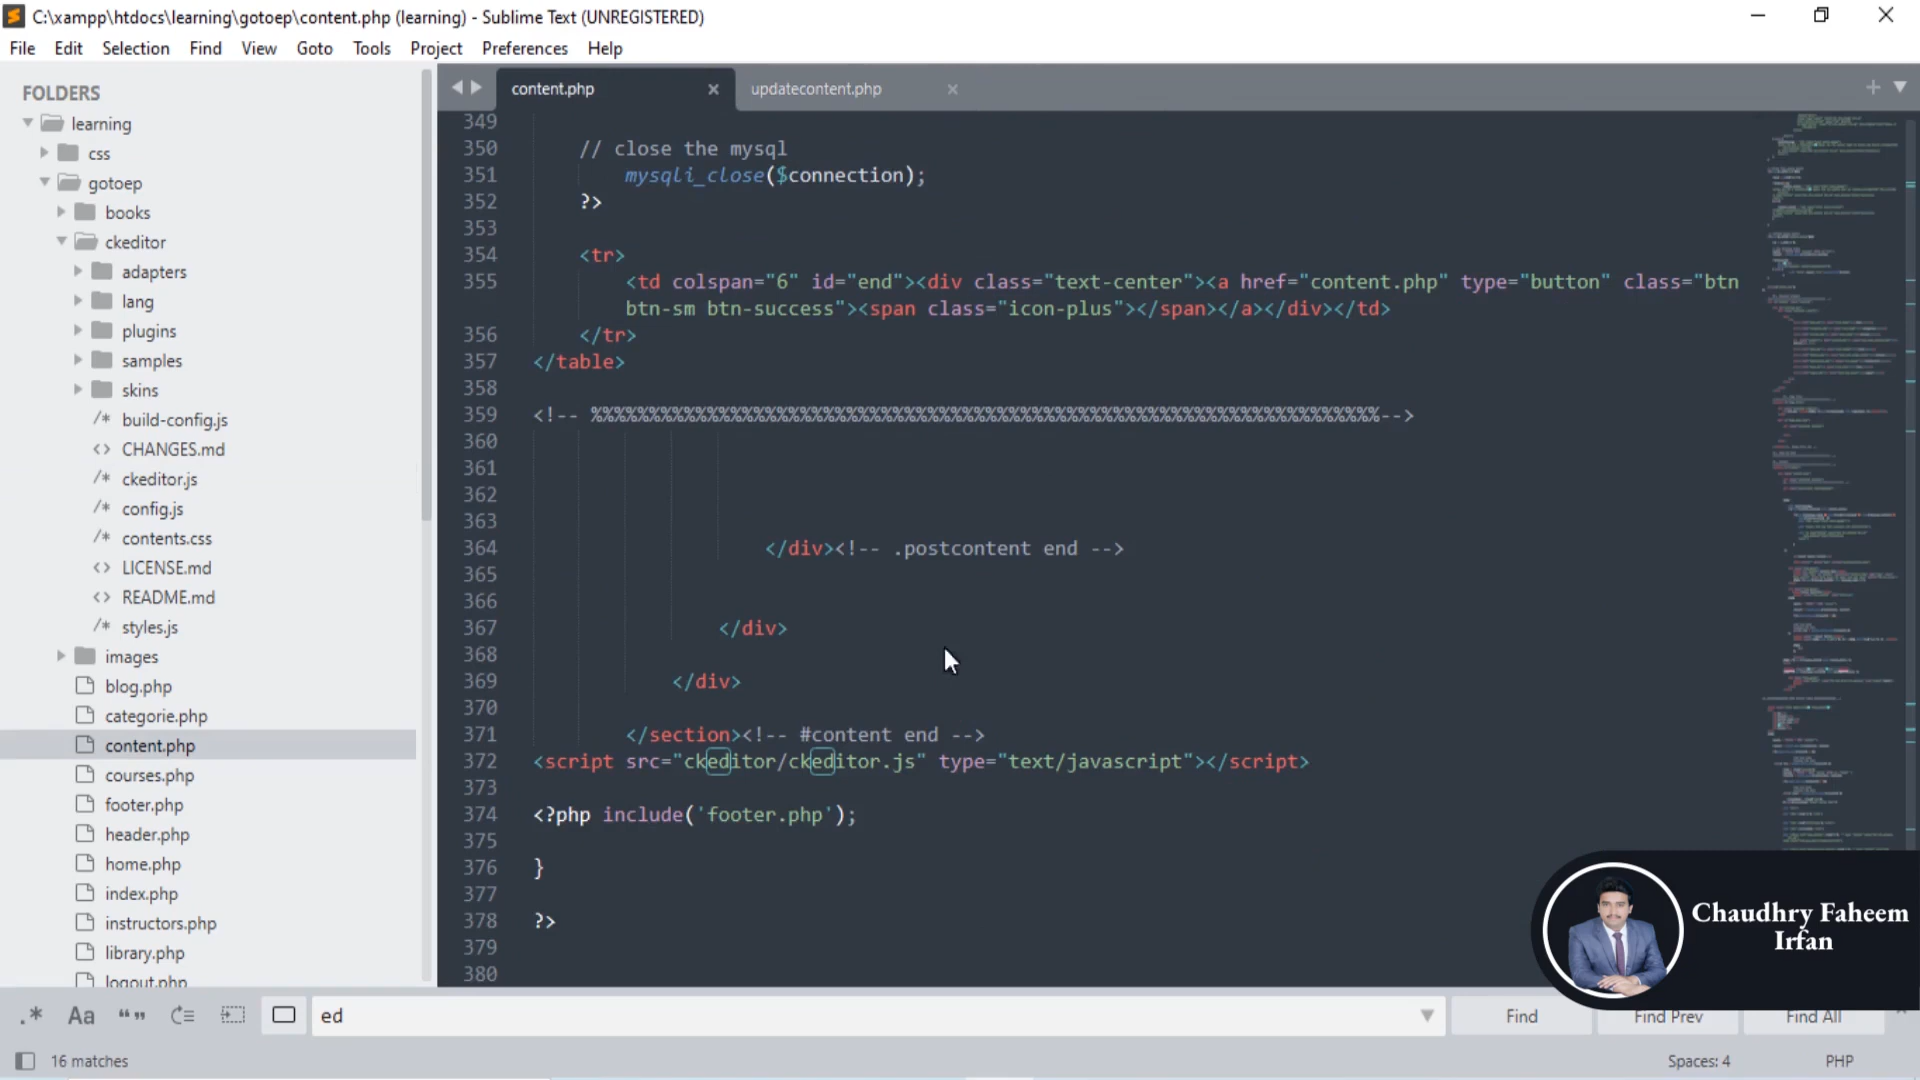 C:\xampp\htdocs\learning\gotoep\content.php (learning) - Sublime Text (UNREGISTERED)
File Edit Selection Find View Goto Tools Project Preferences Help
FOLDERS
learning
css
gotoep
books
ckeditor
adapters
lang
plugins
samples
skins
/* build-config.js
<> CHANGES.md
/* ckeditor.js
/* config.js
/* contents.css
<> LICENSE.md
<> README.md
/* styles.js
images
blog.php
categorie.php
content.php
courses.php
footer.php
header.php
home.php
index.php
instructors.php
library.php
logout.php
content.php
updatecontent.php
349
350 // close the mysql
351 mysqli_close($connection);
352 ?>
353
354 <tr>
355 <td colspan="6" id="end"><div class="text-center"><a href="content.php" type="button" class="btn
btn-sm btn-success"><span class="icon-plus"></span></a></div></td>
356 </tr>
357 </table>
358
359 <!-- %%%%%%%%%%%%%%%%%%%%%%%%%%%%%%%%%%%%%%%%%%%%%%%%%%%%%%%%%%%%%%%%%%%%-->
360
361
362
363
364 </div><!-- .postcontent end -->
365
366
367 </div>
368
369 </div>
370
371 </section><!-- #content end -->
372 <script src="ckeditor/ckeditor.js" type="text/javascript"></script>
373
374 <?php include('footer.php');
375
376 }
377
378 ?>
379
380
Chaudhry Faheem
Irfan
.* Aa “” ed Find Find Prev Find All
16 matches Spaces: 4 PHP